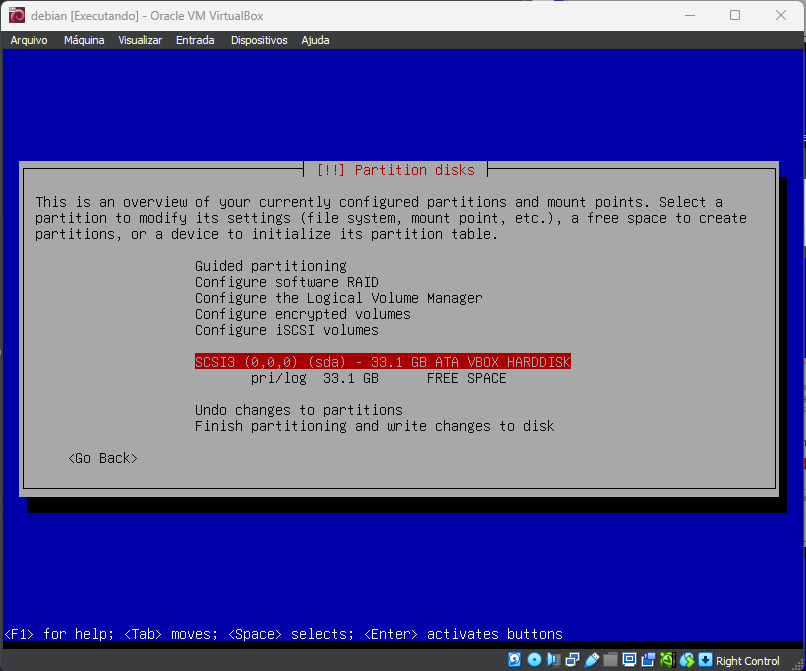 debian [Executando] - Oracle VM VirtualBox
Arquivo Máquina Visualizar Entrada Dispositivos Ajuda
[!!] Partition disks
This is an overview of your currently configured partitions and mount points. Select a
partition to modify its settings (file system, mount point, etc.), a free space to create
partitions, or a device to initialize its partition table.
Guided partitioning
Configure software RAID
Configure the Logical Volume Manager
Configure encrypted volumes
Configure iSCSI volumes
SCSI3 (0,0,0) (sda) - 33.1 GB ATA VBOX HARDDISK
pri/log 33.1 GB FREE SPACE
Undo changes to partitions
Finish partitioning and write changes to disk
<Go Back>
<F1> for help; <Tab> moves; <Space> selects; <Enter> activates buttons
Right Control